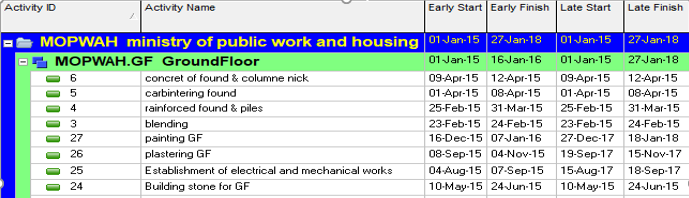 Activity ID Activity Name Early Start Early Finish Late Start Late Finish
MOPWAH ministry of public work and housing 01-Jan-15 27-Jan-18 01-Jan-15 27-Jan-18
MOPWAH.GF GroundFloor 01-Jan-15 16-Jan-16 01-Jan-15 27-Jan-18
6 concret of found & columne nick 09-Apr-15 12-Apr-15 09-Apr-15 12-Apr-15
5 carbintering found 01-Apr-15 08-Apr-15 01-Apr-15 08-Apr-15
4 rainforced found & piles 25-Feb-15 31-Mar-15 25-Feb-15 31-Mar-15
3 blending 23-Feb-15 24-Feb-15 23-Feb-15 24-Feb-15
27 painting GF 16-Dec-15 07-Jan-16 27-Dec-17 18-Jan-18
26 plastering GF 08-Sep-15 04-Nov-15 19-Sep-17 15-Nov-17
25 Establishment of electrical and mechanical works 04-Aug-15 07-Sep-15 15-Aug-17 18-Sep-17
24 Building stone for GF 10-May-15 24-Jun-15 10-May-15 24-Jun-15